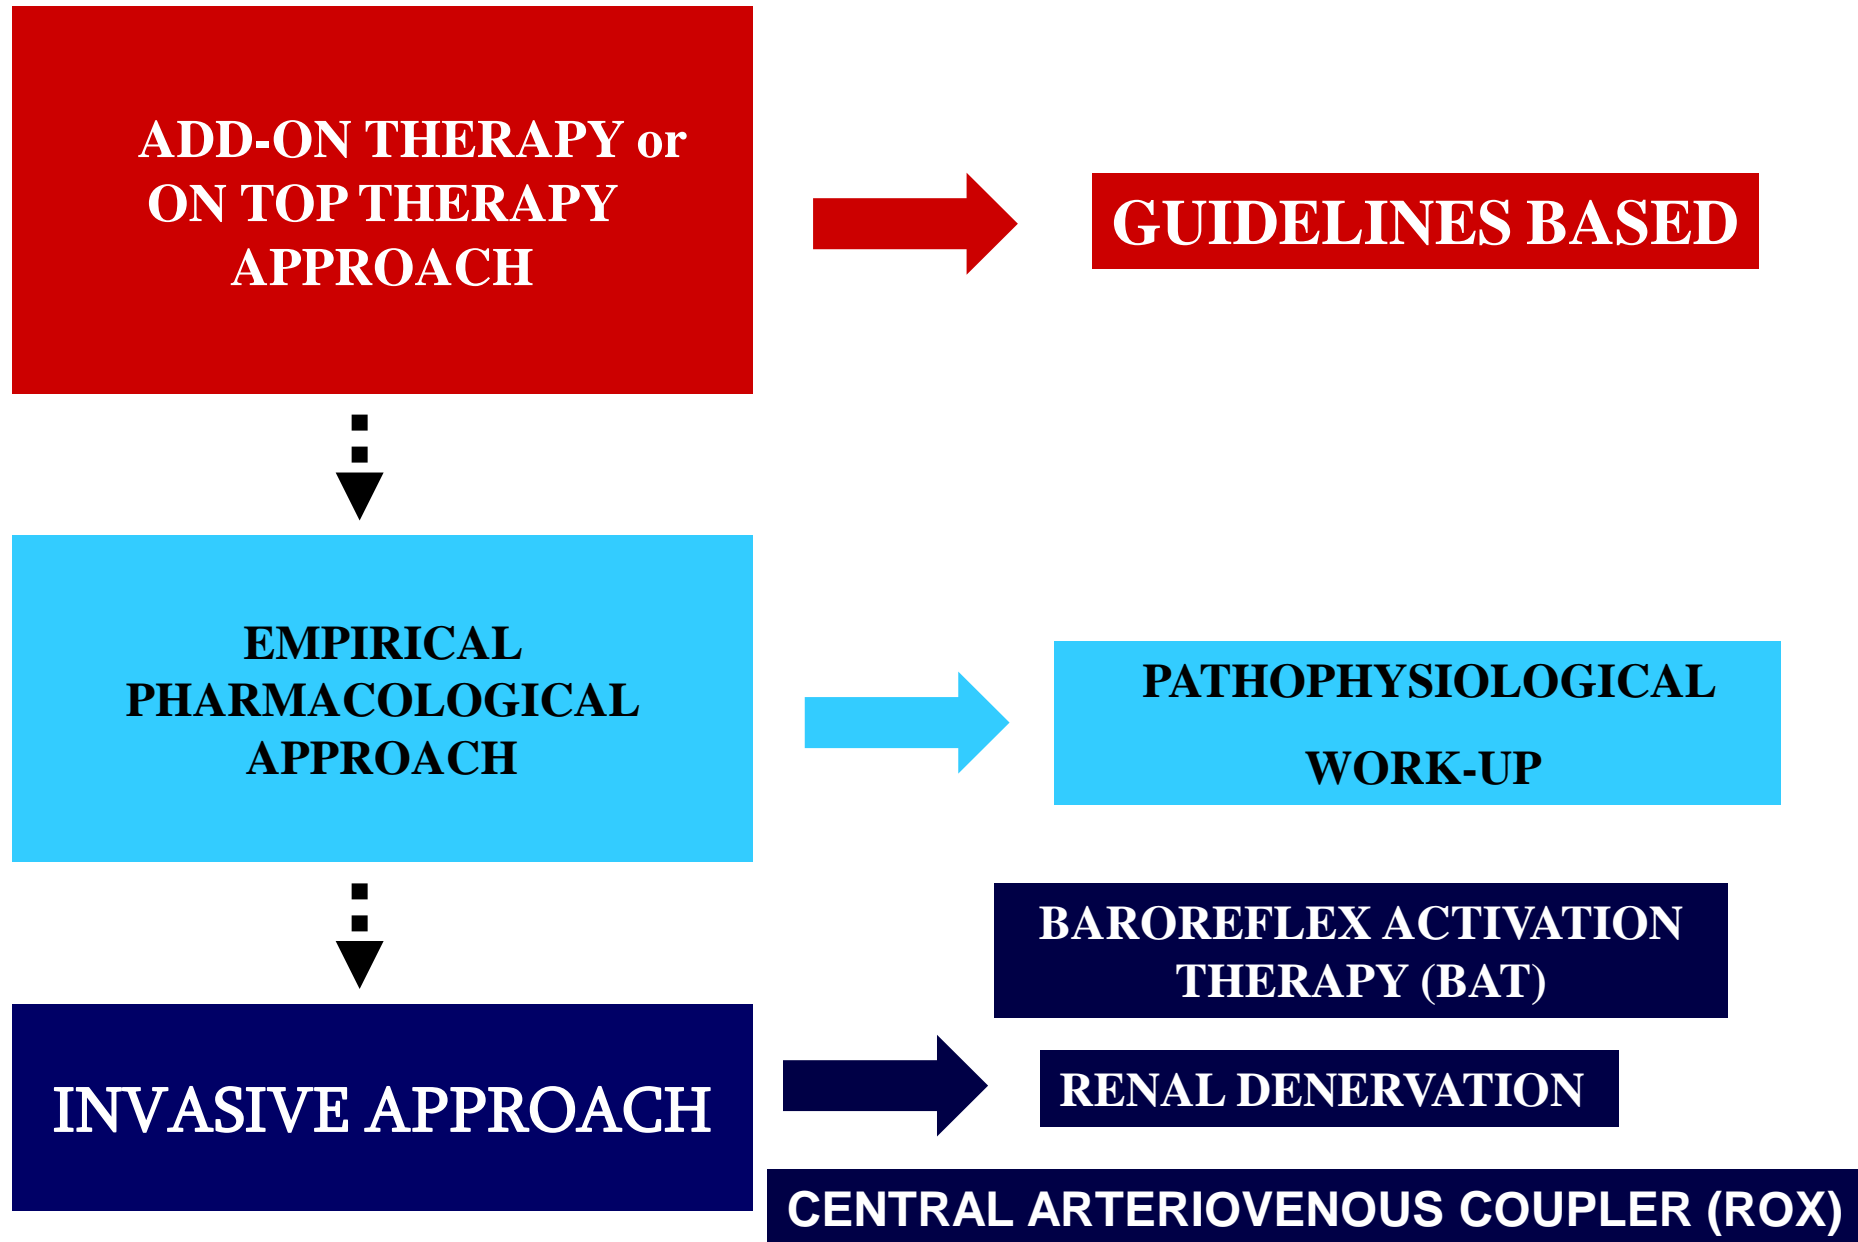 ADD-ON THERAPY or
ON TOP THERAPY
APPROACH
GUIDELINES BASED
EMPIRICAL
PHARMACOLOGICAL
APPROACH
PATHOPHYSIOLOGICAL
WORK-UP
INVASIVE APPROACH
BAROREFLEX ACTIVATION
THERAPY (BAT)
RENAL DENERVATION
CENTRAL ARTERIOVENOUS COUPLER (ROX)